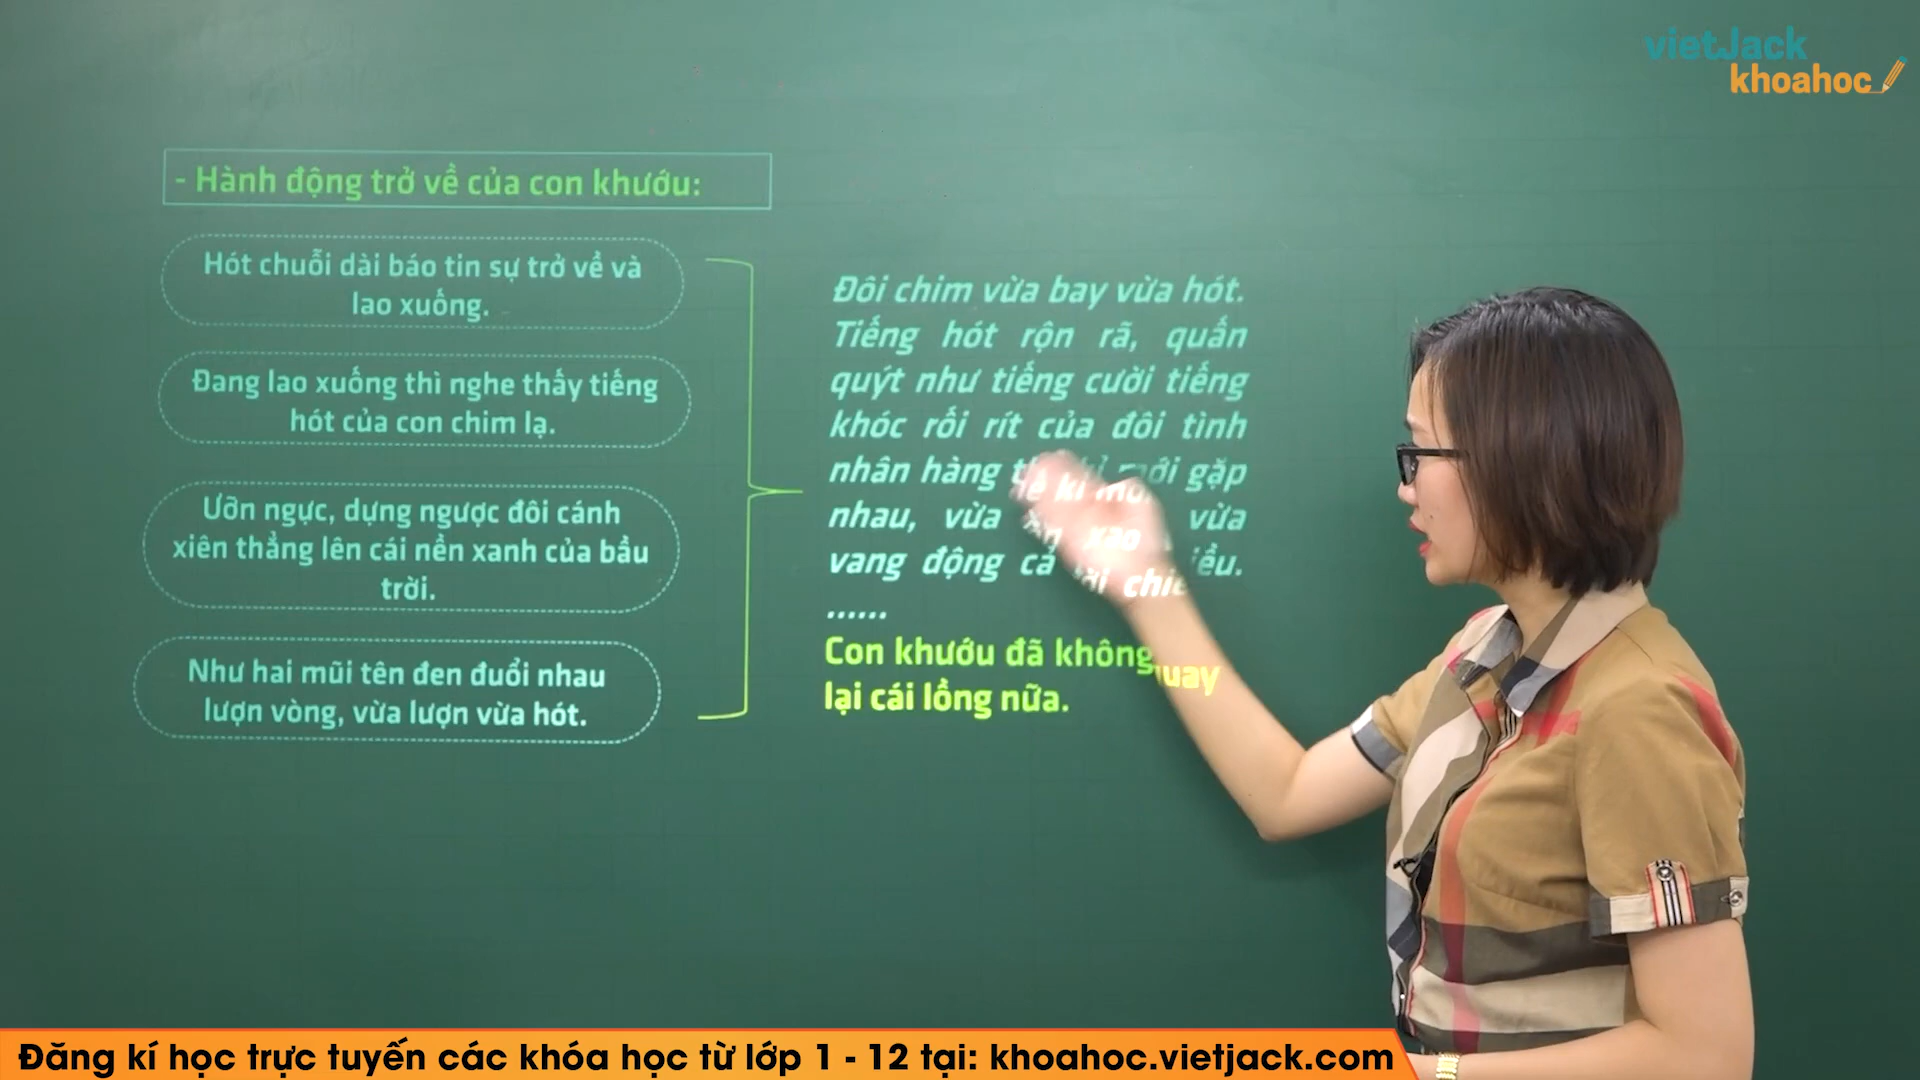 vietJack
khoahoc
- Hành động trở về của con khướu:
Hót chuỗi dài báo tin sự trở về và
lao xuống.
Đang lao xuống thì nghe thấy tiếng
hót của con chim lạ.
Ưỡn ngực, dựng ngược đôi cánh
xiên thẳng lên cái nền xanh của bầu
trời.
Như hai mũi tên đen đuổi nhau
lượn vòng, vừa lượn vừa hót.
Đôi chim vừa bay vừa hót.
Tiếng hót rộn rã, quấn
quýt như tiếng cười tiếng
khóc rối rít của đôi tình
nhân hàng thế kỉ mới gặp
nhau, vừa xao vừa
vang động cả trời chiều.
......
Con khướu đã không quay
lại cái lồng nữa.
Đăng kí học trực tuyến các khóa học từ lớp 1 - 12 tại: khoahoc.vietjack.com